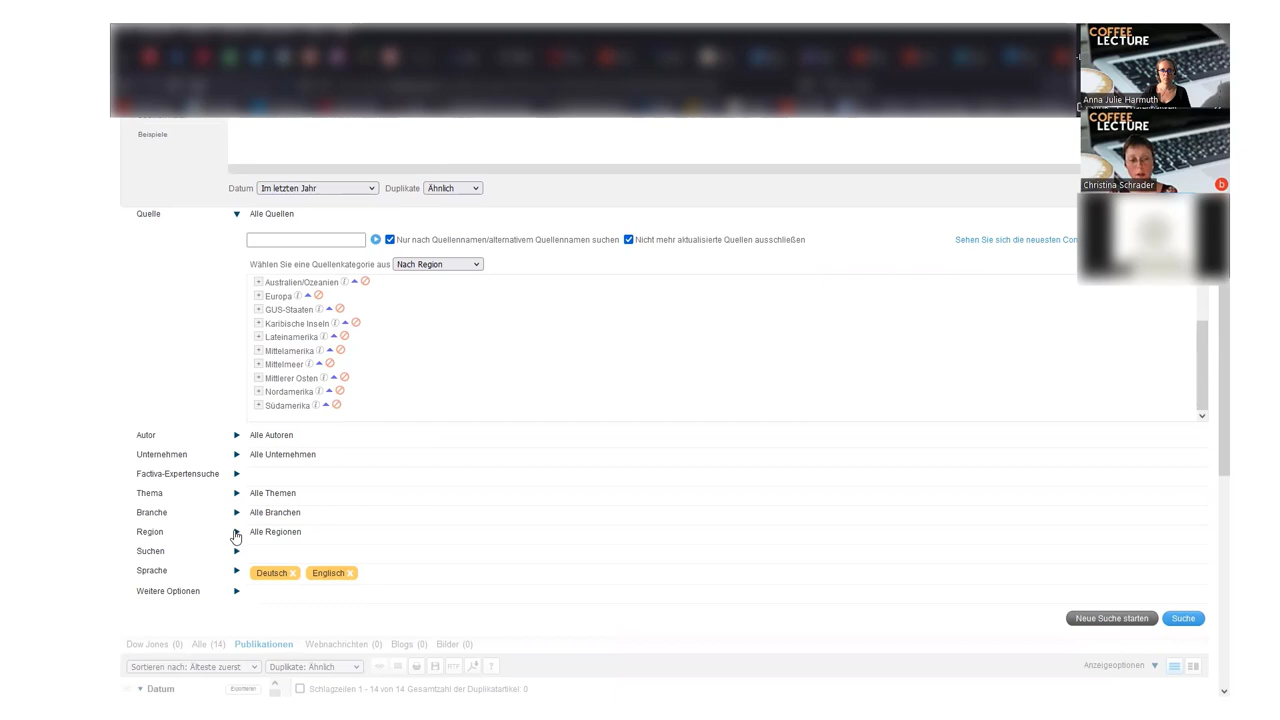 COFFEE
LECTURE
Anna Julie Harmuth
COFFEE
LECTURE
Christina Schrader
b
Beispiele
Datum Im letzten Jahr Duplikate Ähnlich
Quelle Alle Quellen
Nur nach Quellennamen/alternativem Quellennamen suchen Nicht mehr aktualisierte Quellen ausschließen Sehen Sie sich die neuesten Con
Wählen Sie eine Quellenkategorie aus Nach Region
Australien/Ozeanien
Europa
GUS-Staaten
Karibische Inseln
Lateinamerika
Mittelamerika
Mittelmeer
Mittlerer Osten
Nordamerika
Südamerika
Autor Alle Autoren
Unternehmen Alle Unternehmen
Factiva-Expertensuche
Thema Alle Themen
Branche Alle Branchen
Region Alle Regionen
Suchen
Sprache Deutsch x Englisch x
Weitere Optionen
Neue Suche starten Suche
Dow Jones (0) Alle (14) Publikationen Webnachrichten (0) Blogs (0) Bilder (0)
Sortieren nach: Älteste zuerst Duplikate: Ähnlich RTF ? Anzeigeoptionen
Datum Exportieren Schlagzeilen 1 - 14 von 14 Gesamtzahl der Duplikatartikel: 0